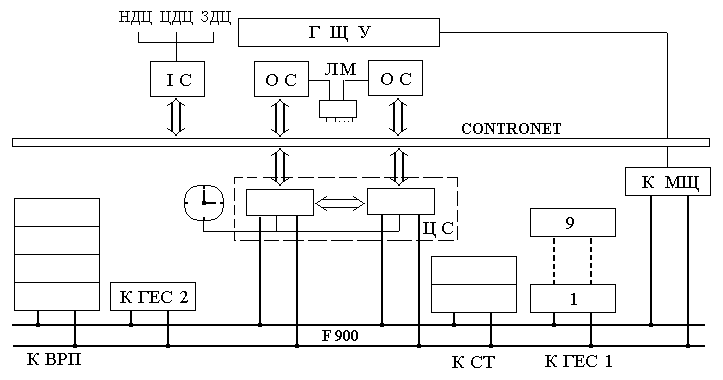 НДЦ ЦДЦ ЗДЦ
Г Щ У
І С
О С
ЛМ
О С
CONTRONET
К МЩ
Ц С
9
К ГЕС 2
1
F 900
К ВРП
К СТ
К ГЕС 1